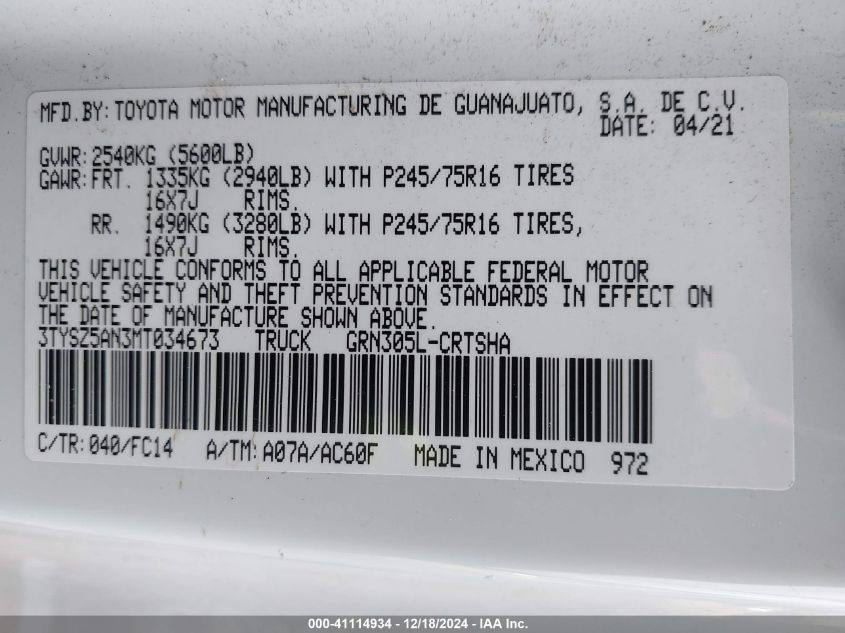 MFD.BY: TOYOTA MOTOR MANUFACTURING DE GUANAJUATO, S.A. DE C.V.
DATE: 04/21
GVWR: 2540KG (5600LB)
GAWR: FRT. 1335KG (2940LB) WITH P245/75R16 TIRES
16X7J RIMS.
RR. 1490KG (3280LB) WITH P245/75R16 TIRES,
16X7J RIMS.
THIS VEHICLE CONFORMS TO ALL APPLICABLE FEDERAL MOTOR
VEHICLE SAFETY AND THEFT PREVENTION STANDARDS IN EFFECT ON
THE DATE OF MANUFACTURE SHOWN ABOVE.
3TYSZ5AN3MT034673 TRUCK GRN305L-CRTSHA
C/TR: 040/FC14 A/TM: A07A/AC60F MADE IN MEXICO 972
000-41114934 - 12/18/2024 - IAA Inc.